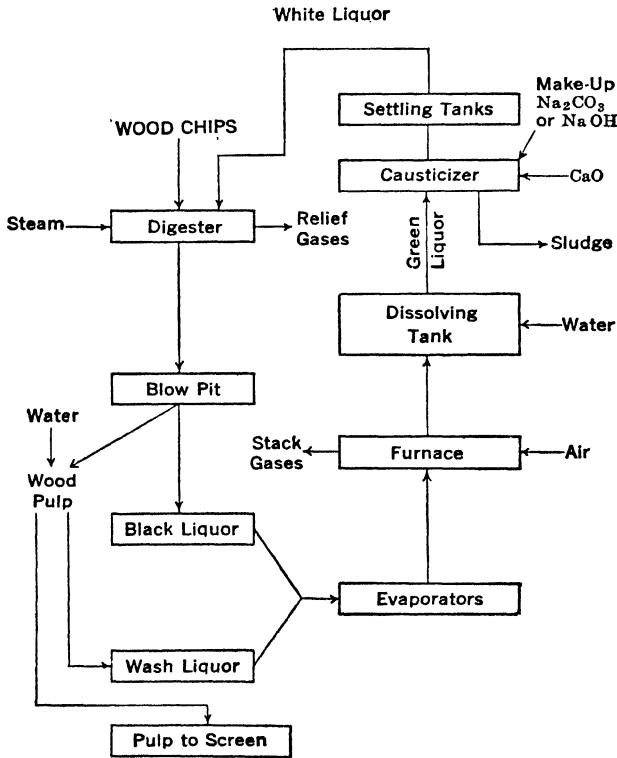 White Liquor
Make-Up
Na₂CO₃
or NaOH
Settling Tanks
WOOD CHIPS
Causticizer
CaO
Steam
Digester
Relief
Gases
Green
Liquor
Sludge
Dissolving
Tank
Water
Blow Pit
Water
Stack
Gases
Furnace
Air
Wood
Pulp
Black Liquor
Evaporators
Wash Liquor
Pulp to Screen